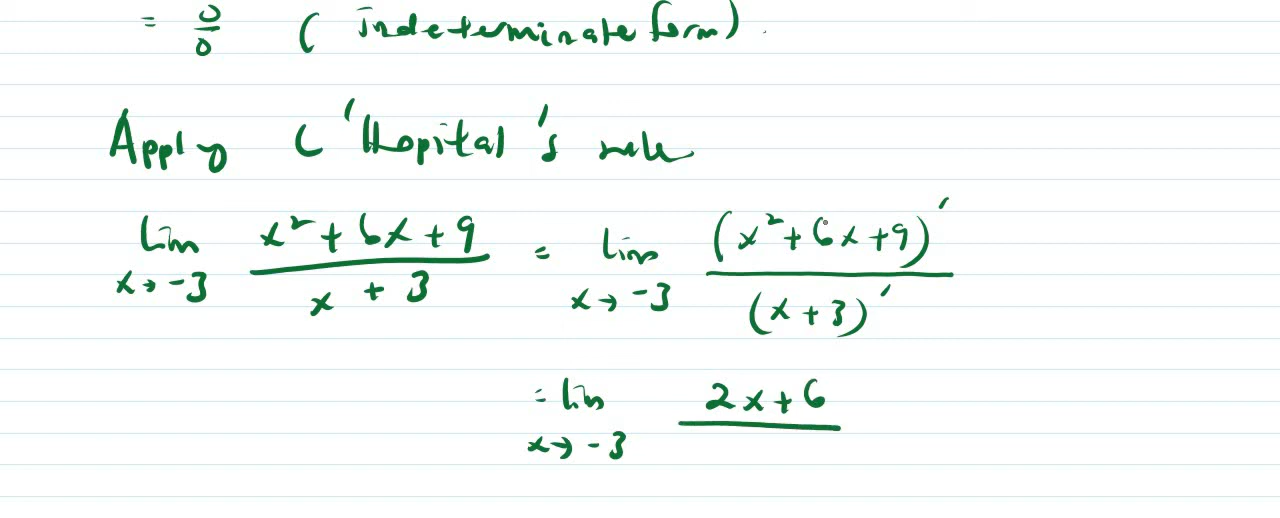 = 0/0 ( Indeterminate form) .
Apply L'Hopital's rule
lim x→-3 (x² + 6x + 9)/(x + 3) = lim x→-3 (x² + 6x + 9)'/(x + 3)'
= lim x→-3 2x + 6